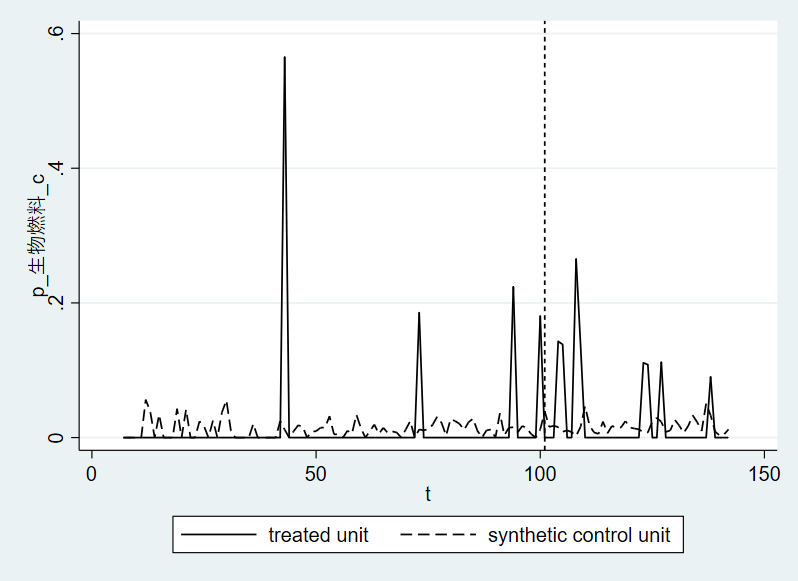 .6
.4
.2
0
p_生物燃料_c
0
50
100
150
t
treated unit
synthetic control unit